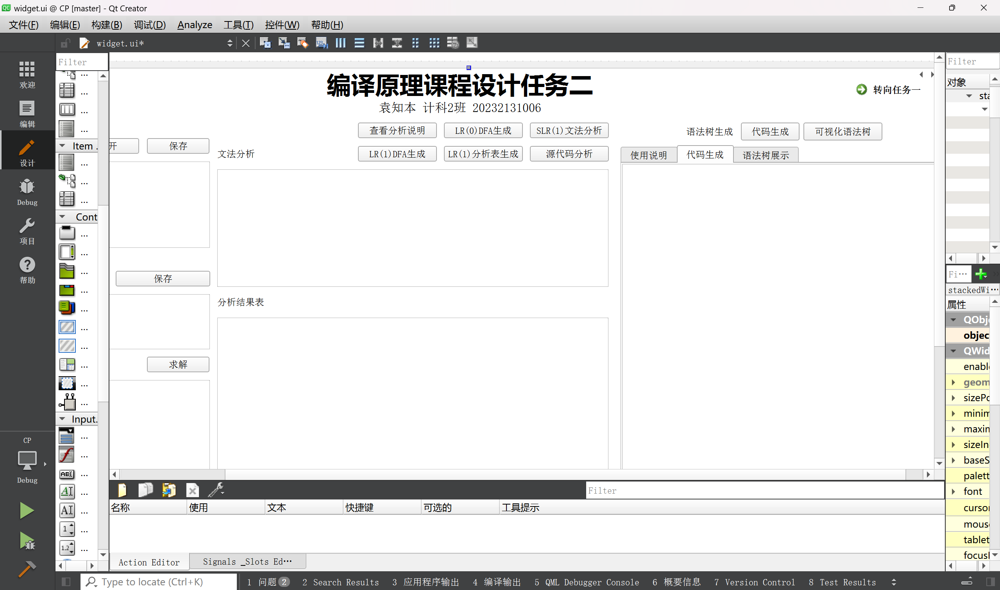 widget.ui @ CP [master] - Qt Creator
文件(F) 编辑(E) 构建(B) 调试(D) Analyze 工具(T) 控件(W) 帮助(H)
widget.ui*
欢迎
编辑
设计
Debug
项目
帮助
CP
Debug
Filter
...
...
...
...
Item .
...
...
...
Cont
...
...
...
...
...
...
...
...
...
...
Input.
...
...
...
...
...
...
...
编译原理课程设计任务二
转向任务一
袁知本 计科2班 20232131006
查看分析说明 LR(0)DFA生成 SLR(1)文法分析
语法树生成 代码生成 可视化语法树
开 保存
文法分析
LR(1)DFA生成 LR(1)分析表生成 源代码分析
使用说明 代码生成 语法树展示
保存
分析结果表
求解
Filter
名称 使用 文本 快捷键 可选的 工具提示
Action Editor Signals _Slots Ed…
Filter
对象
sta
Fi…
stackedWi…
属性
QObj
objec
QWid
enabl
geom
sizePo
minim
maxin
sizeIn
baseS
palett
font
curso
mous
tablet
focusl
Type to locate (Ctrl+K)
1 问题 2 2 Search Results 3 应用程序输出 4 编译输出 5 QML Debugger Console 6 概要信息 7 Version Control 8 Test Results